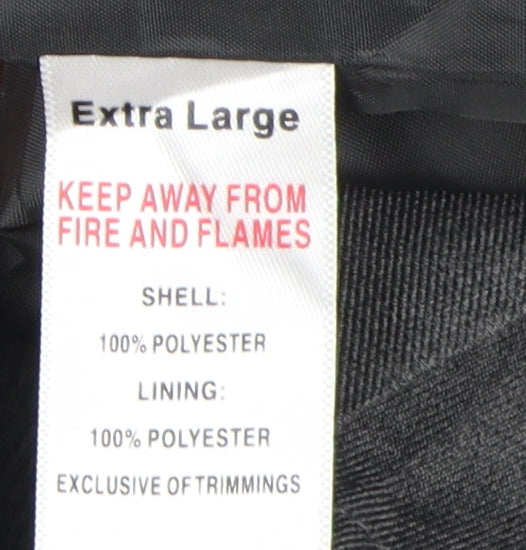 Extra Large
KEEP AWAY FROM
FIRE AND FLAMES
SHELL:
100% POLYESTER
LINING:
100% POLYESTER
EXCLUSIVE OF TRIMMINGS